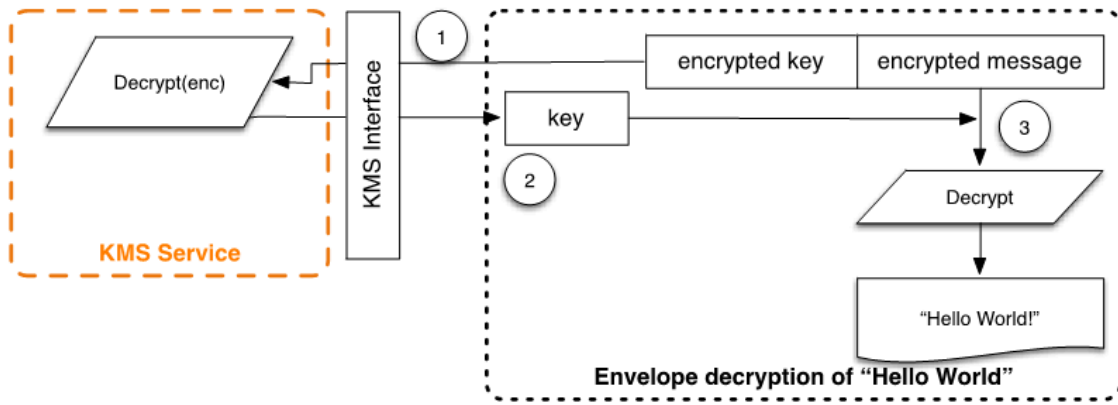 1
encrypted key
encrypted message
Decrypt(enc)
KMS Interface
key
3
2
Decrypt
KMS Service
“Hello World!”
Envelope decryption of “Hello World”